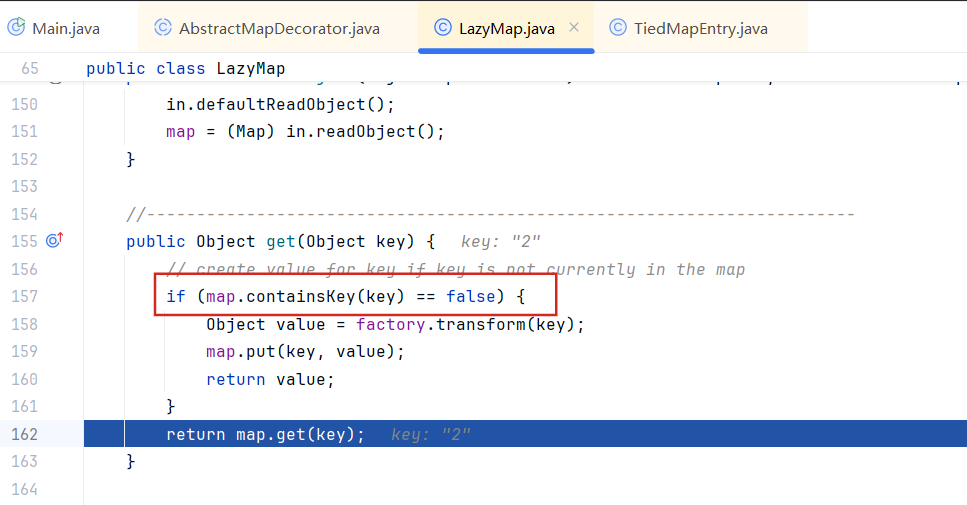 Main.java AbstractMapDecorator.java LazyMap.java × TiedMapEntry.java
65 public class LazyMap
150 in.defaultReadObject();
151 map = (Map) in.readObject();
152 }
153
154 //-----------------------------------------------------------------------
155 public Object get(Object key) { key: "2"
156 // create value for key if key is not currently in the map
157 if (map.containsKey(key) == false) {
158 Object value = factory.transform(key);
159 map.put(key, value);
160 return value;
161 }
162 return map.get(key); key: "2"
163 }
164